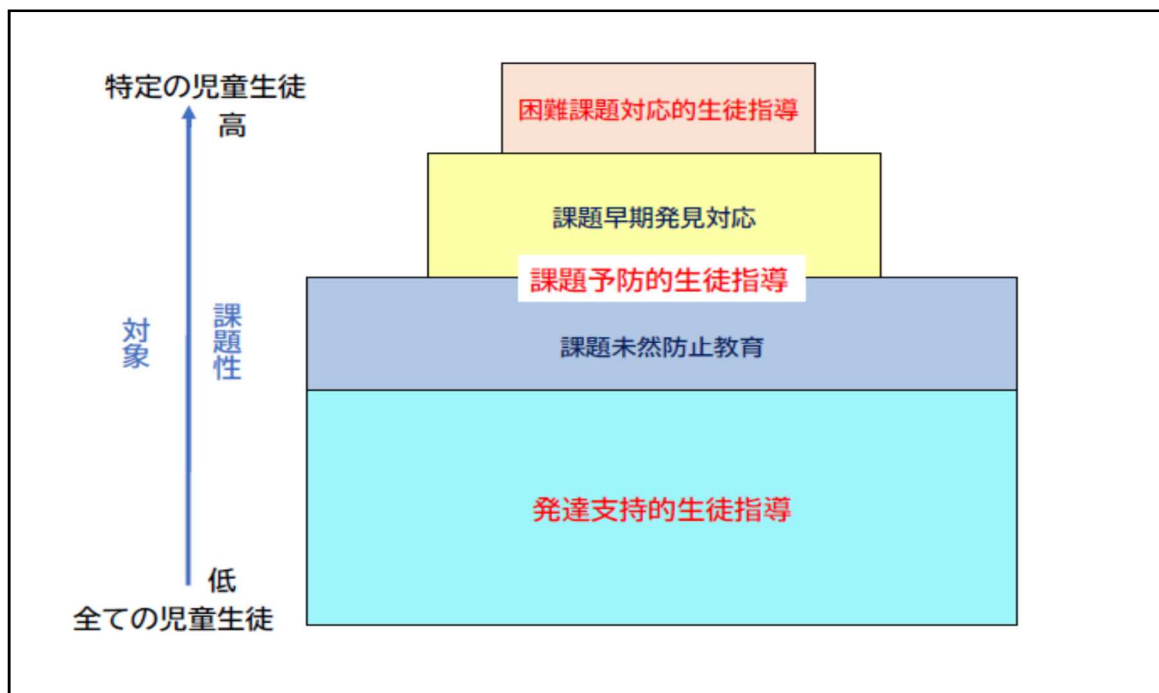 特定の児童生徒
高
困難課題対応的生徒指導
課題早期発見対応
課題予防的生徒指導
対象
課題性
課題未然防止教育
発達支持的生徒指導
低
全ての児童生徒